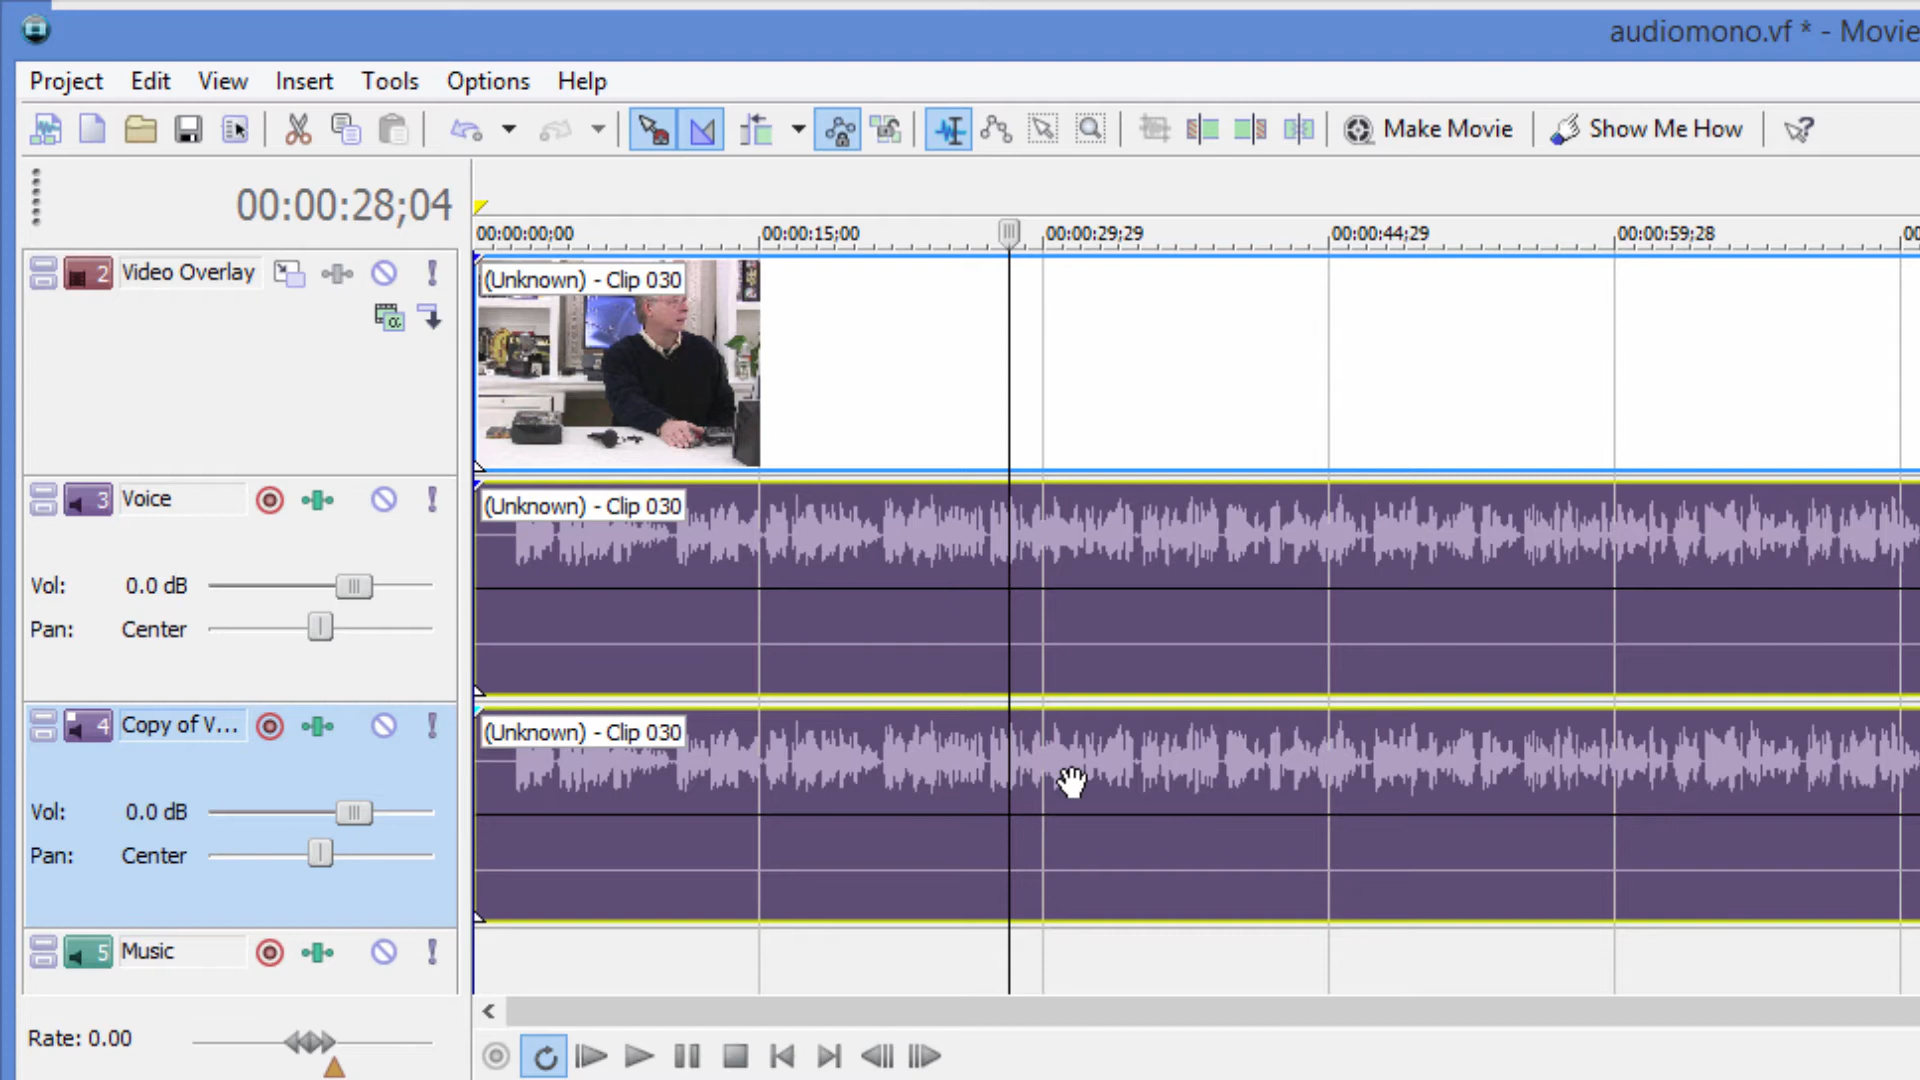 audiomono.vf * - Movie
Project Edit View Insert Tools Options Help
Make Movie Show Me How
00:00:28;04
00:00:00;00 00:00:15;00 00:00:29;29 00:00:44;29 00:00:59;28 00
2 Video Overlay
(Unknown) - Clip 030
3 Voice
(Unknown) - Clip 030
Vol: 0.0 dB
Pan: Center
4 Copy of V...
(Unknown) - Clip 030
Vol: 0.0 dB
Pan: Center
5 Music
Rate: 0.00